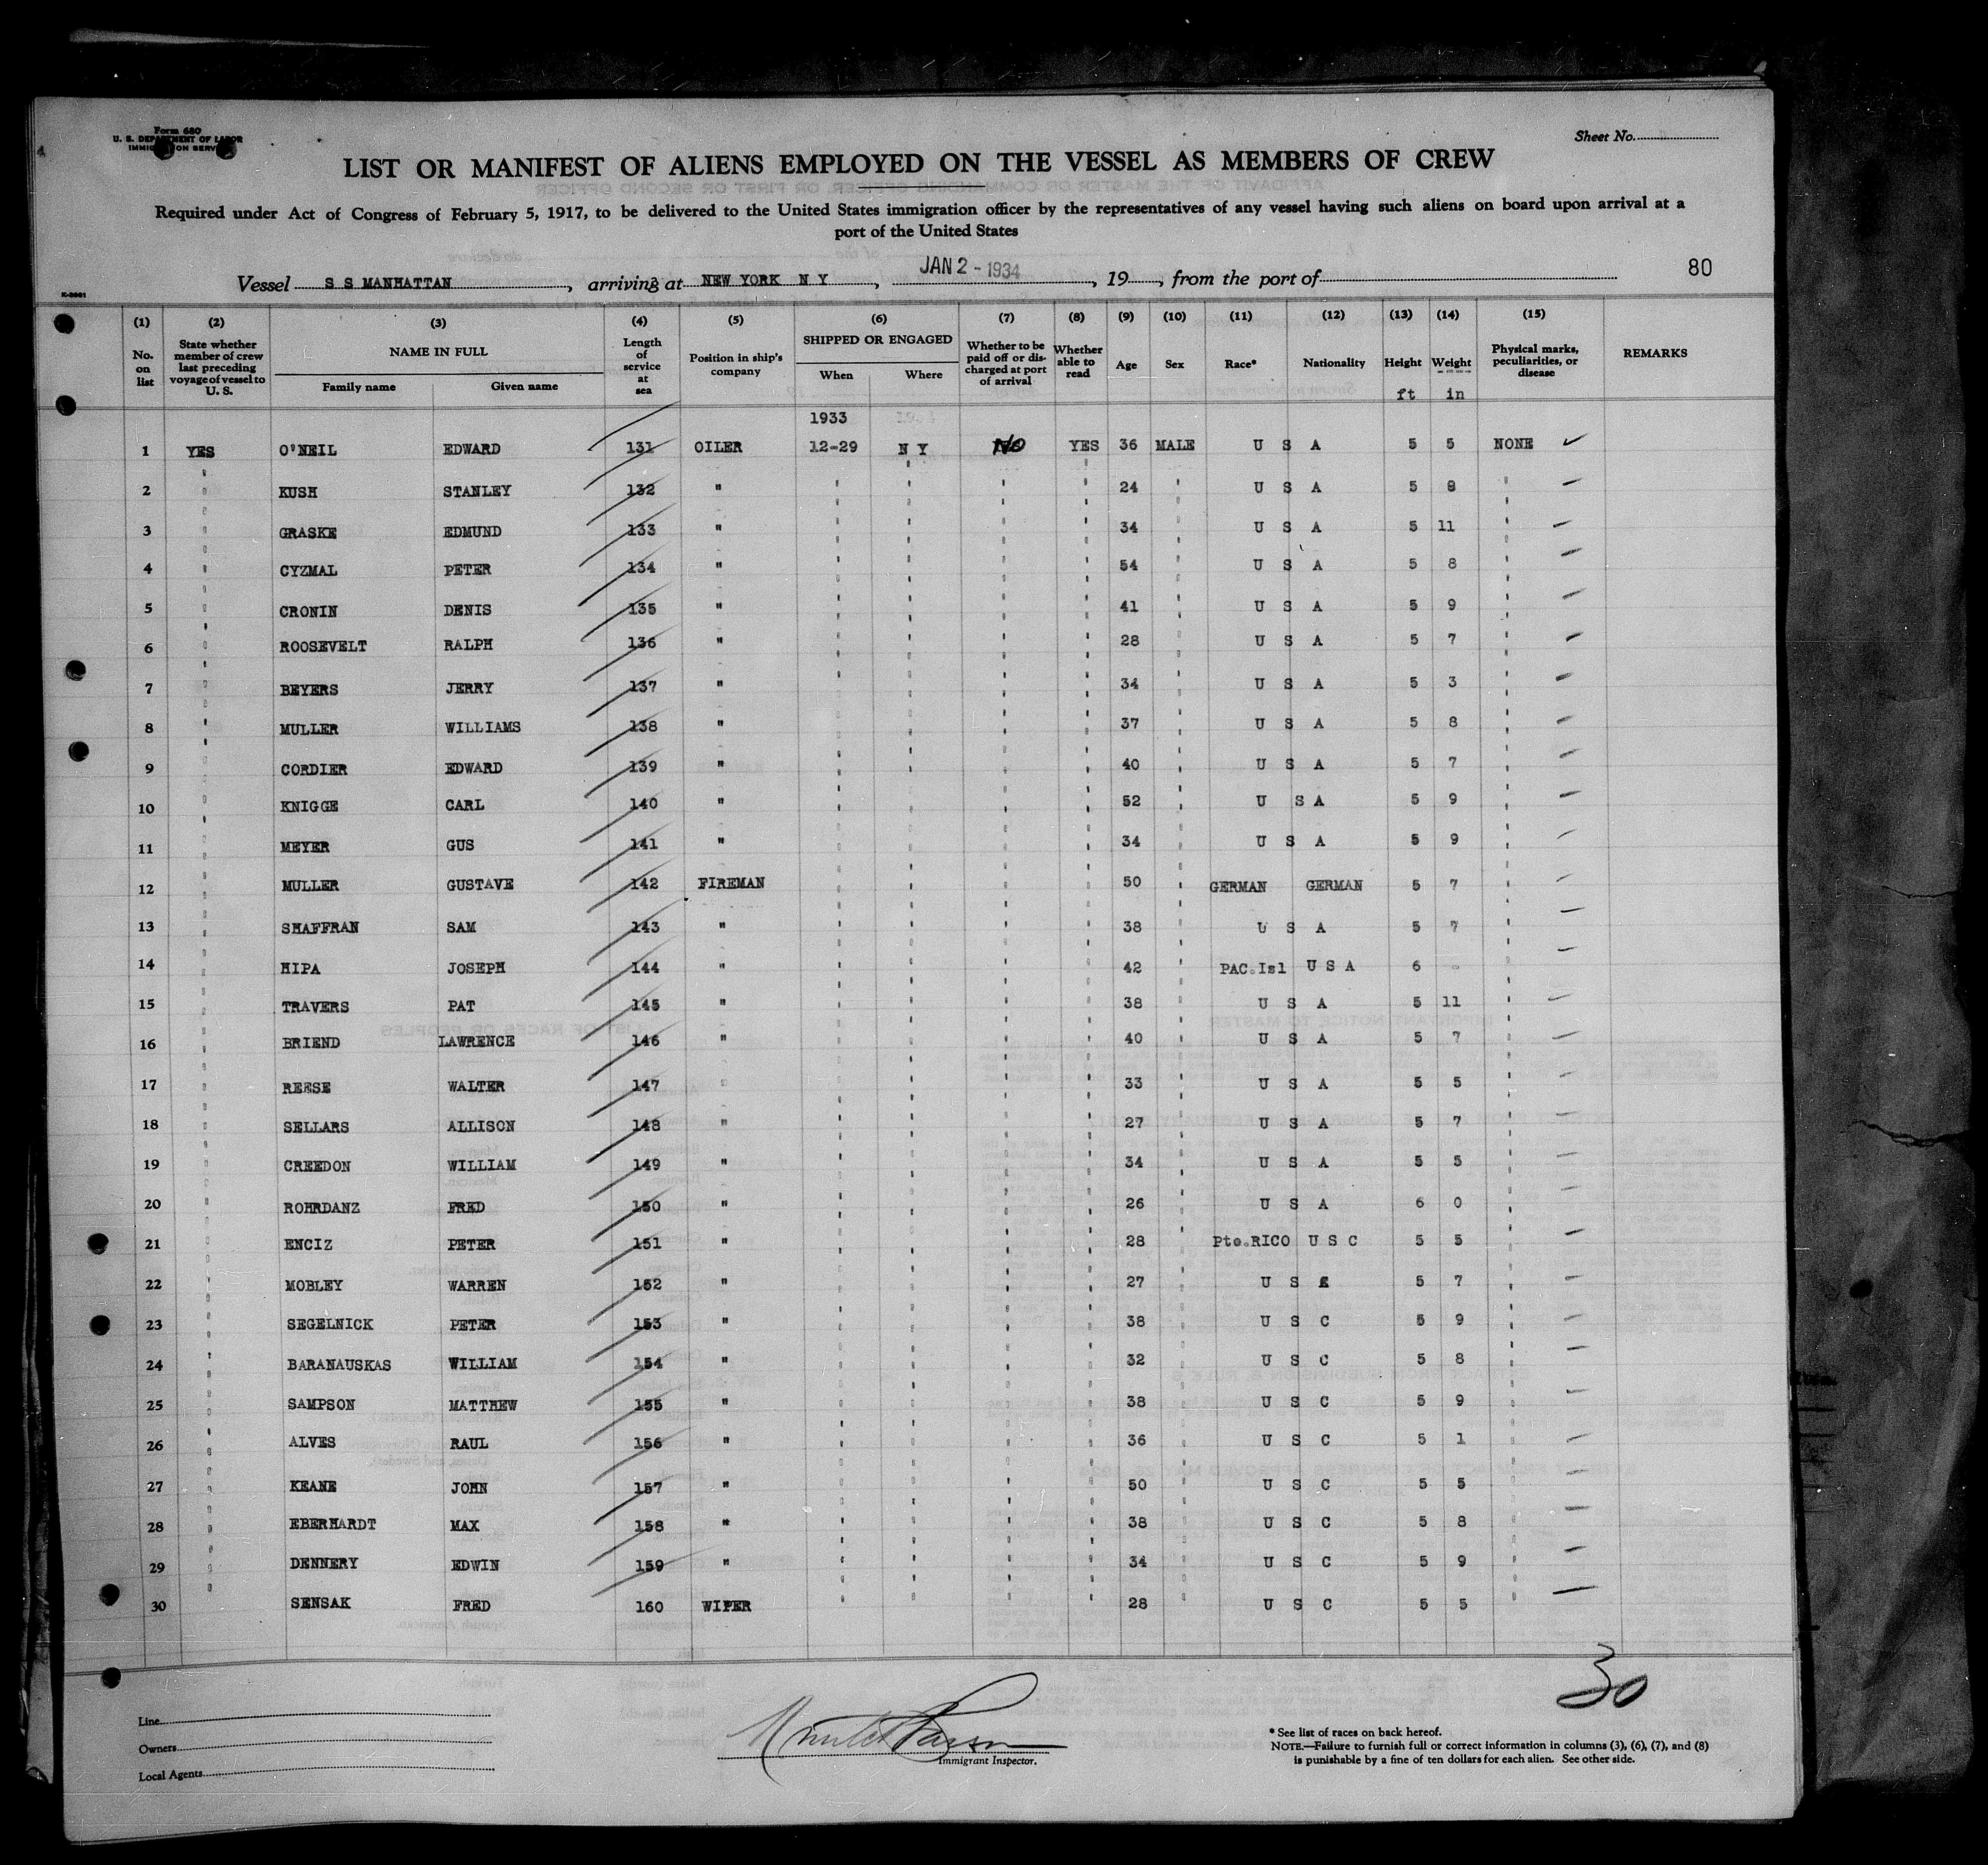 Form 680
U. S. DEPARTMENT OF LABOR
IMMIGRATION SERVICE
Sheet No.
LIST OR MANIFEST OF ALIENS EMPLOYED ON THE VESSEL AS MEMBERS OF CREW
Required under Act of Congress of February 5, 1917, to be delivered to the United States immigration officer by the representatives of any vessel having such aliens on board upon arrival at a
port of the United States
Vessel S S MANHATTAN, arriving at NEW YORK N Y, JAN 2 - 1934, 19, from the port of 80
(1) (2) (3) (4) (5) (6) (7) (8) (9) (10) (11) (12) (13) (14) (15)
No. on list State whether member of crew last preceding voyage of vessel to U. S. NAME IN FULL Family name Given name Length of service at sea Position in ship's company SHIPPED OR ENGAGED When Where Whether to be paid off or discharged at port of arrival Whether able to read Age Sex Race* Nationality Height Weight Physical marks, peculiarities, or disease REMARKS
ft in
1933
1 YES O'NEIL EDWARD 131 OILER 12-29 N Y No YES 36 MALE U S A 5 5 NONE ✓
2 " KUSH STANLEY 132 " " " " " 24 " U S A 5 8 "
3 " GRASKE EDMUND 133 " " " " " 34 " U S A 5 11 "
4 " CYZMAL PETER 134 " " " " " 54 " U S A 5 8 "
5 " CRONIN DENIS 135 " " " " " 41 " U S A 5 9 "
6 " ROOSEVELT RALPH 136 " " " " " 28 " U S A 5 7 "
7 " BEYERS JERRY 137 " " " " " 34 " U S A 5 3 "
8 " MULLER WILLIAMS 138 " " " " " 37 " U S A 5 8 "
9 " CORDIER EDWARD 139 " " " " " 40 " U S A 5 7 "
10 " KNIGGE CARL 140 " " " " " 52 " U S A 5 9 "
11 " MEYER GUS 141 " " " " " 34 " U S A 5 9 "
12 " MULLER GUSTAVE 142 FIREMAN " " " " 50 " GERMAN GERMAN 5 7 "
13 " SHAFFRAN SAM 143 " " " " " 38 " U S A 5 7 "
14 " HIPA JOSEPH 144 " " " " " 42 " PAC.Isl U S A 6 - "
15 " TRAVERS PAT 145 " " " " " 38 " U S A 5 11 "
16 " BRIEND LAWRENCE 146 " " " " " 40 " U S A 5 7 "
17 " REESE WALTER 147 " " " " " 33 " U S A 5 5 "
18 " SELLARS ALLISON 148 " " " " " 27 " U S A 5 7 "
19 " CREEDON WILLIAM 149 " " " " " 34 " U S A 5 5 "
20 " ROHRDANZ FRED 150 " " " " " 26 " U S A 6 0 "
21 " ENCIZ PETER 151 " " " " " 28 " Pto.RICO U S C 5 5 "
22 " MOBLEY WARREN 152 " " " " " 27 " U S 5 7 "
23 " SEGELNICK PETER 153 " " " " " 38 " U S C 5 9 "
24 " BARANAUSKAS WILLIAM 154 " " " " " 32 " U S C 5 8 "
25 " SAMPSON MATTHEW 155 " " " " " 38 " U S C 5 9 "
26 " ALVES RAUL 156 " " " " " 36 " U S C 5 1 "
27 " KEANE JOHN 157 " " " " " 50 " U S C 5 5 "
28 " EBERHARDT MAX 158 " " " " " 38 " U S C 5 8 "
29 " DENNERY EDWIN 159 " " " " " 34 " U S C 5 9 "
30 " SENSAK FRED 160 WIPER " " " " 28 " U S C 5 5 "
30
Line
Owners
Local Agents
Immigrant Inspector.
* See list of races on back hereof.
NOTE.—Failure to furnish full or correct information in columns (3), (6), (7), and (8)
is punishable by a fine of ten dollars for each alien. See other side.